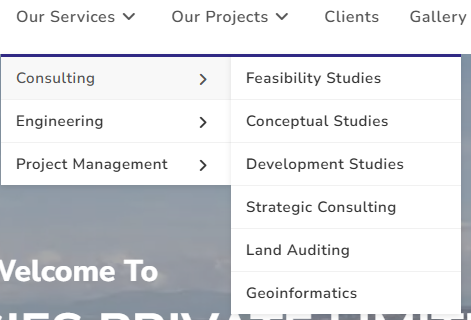 Our Services Our Projects Clients Gallery
Consulting
Engineering
Project Management
Feasibility Studies
Conceptual Studies
Development Studies
Strategic Consulting
Land Auditing
Geoinformatics
Welcome To
PRIVATE